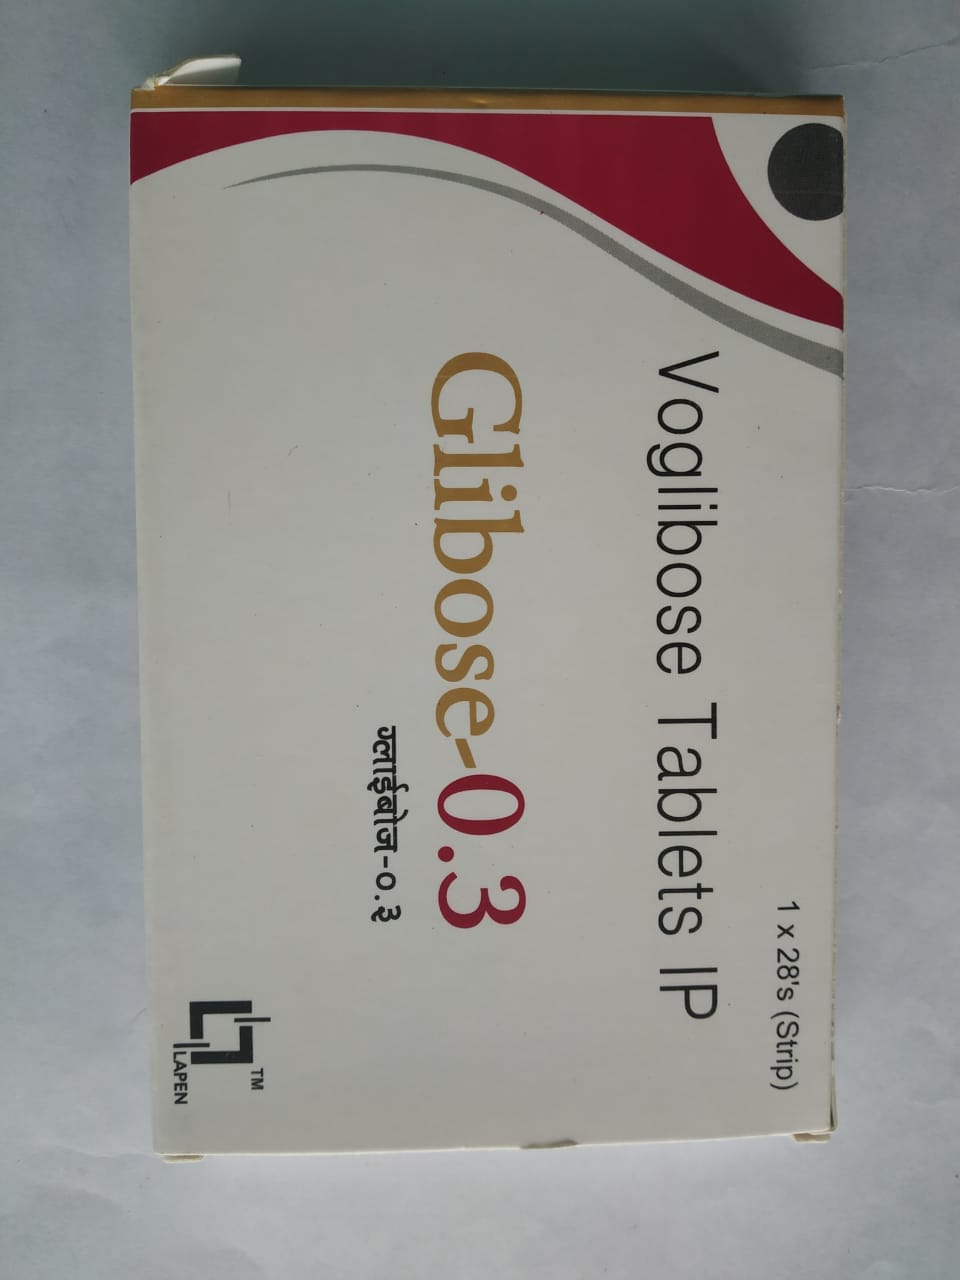 1 x 28's (Strip)
Voglibose Tablets IP
Glibose-0.3
ग्लाईबोज-०.३
TM
LAPEN